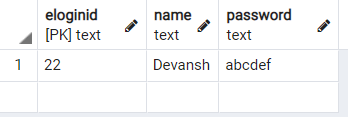 eloginid name password
[PK] text text text
1 22 Devansh abcdef